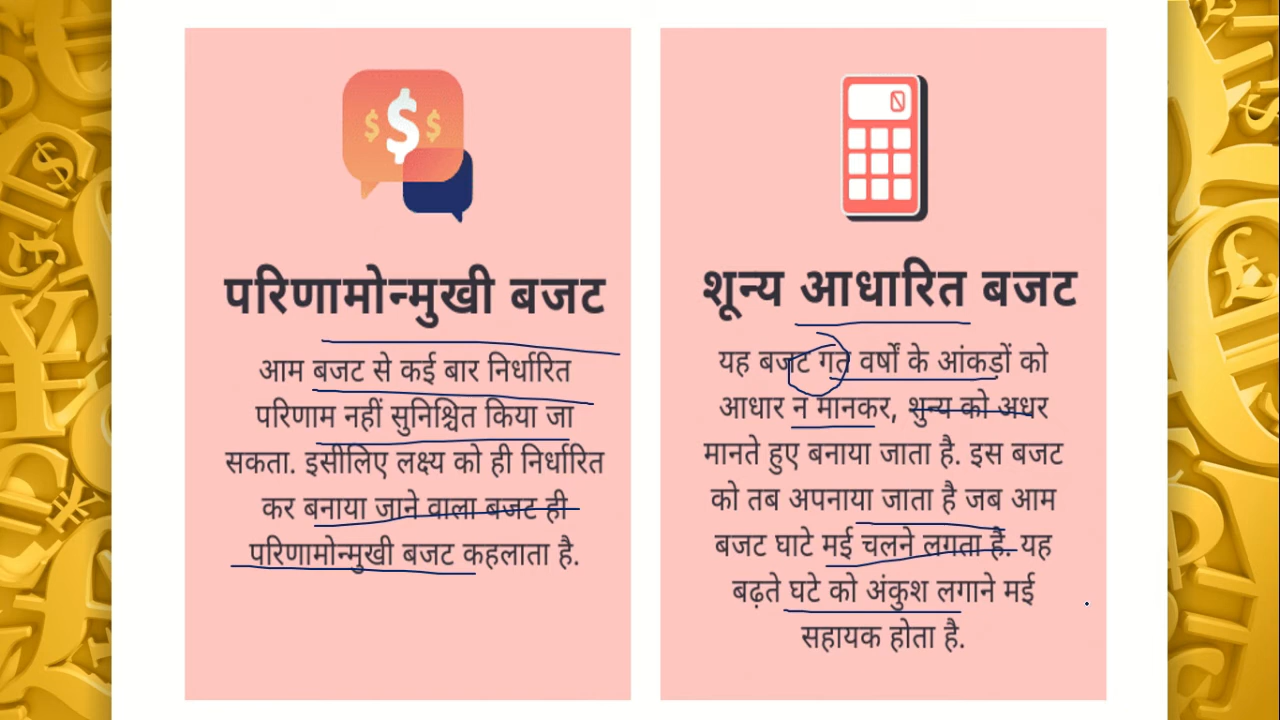 परिणामोन्मुखी बजट
आम बजट से कई बार निर्धारित
परिणाम नहीं सुनिश्चित किया जा
सकता. इसीलिए लक्ष्य को ही निर्धारित
कर बनाया जाने वाला बजट ही
परिणामोन्मुखी बजट कहलाता है.
शून्य आधारित बजट
यह बजट गत वर्षों के आंकड़ों को
आधार न मानकर, शुन्य को अधर
मानते हुए बनाया जाता है. इस बजट
को तब अपनाया जाता है जब आम
बजट घाटे मई चलने लगता है. यह
बढ़ते घटे को अंकुश लगाने मई
सहायक होता है.